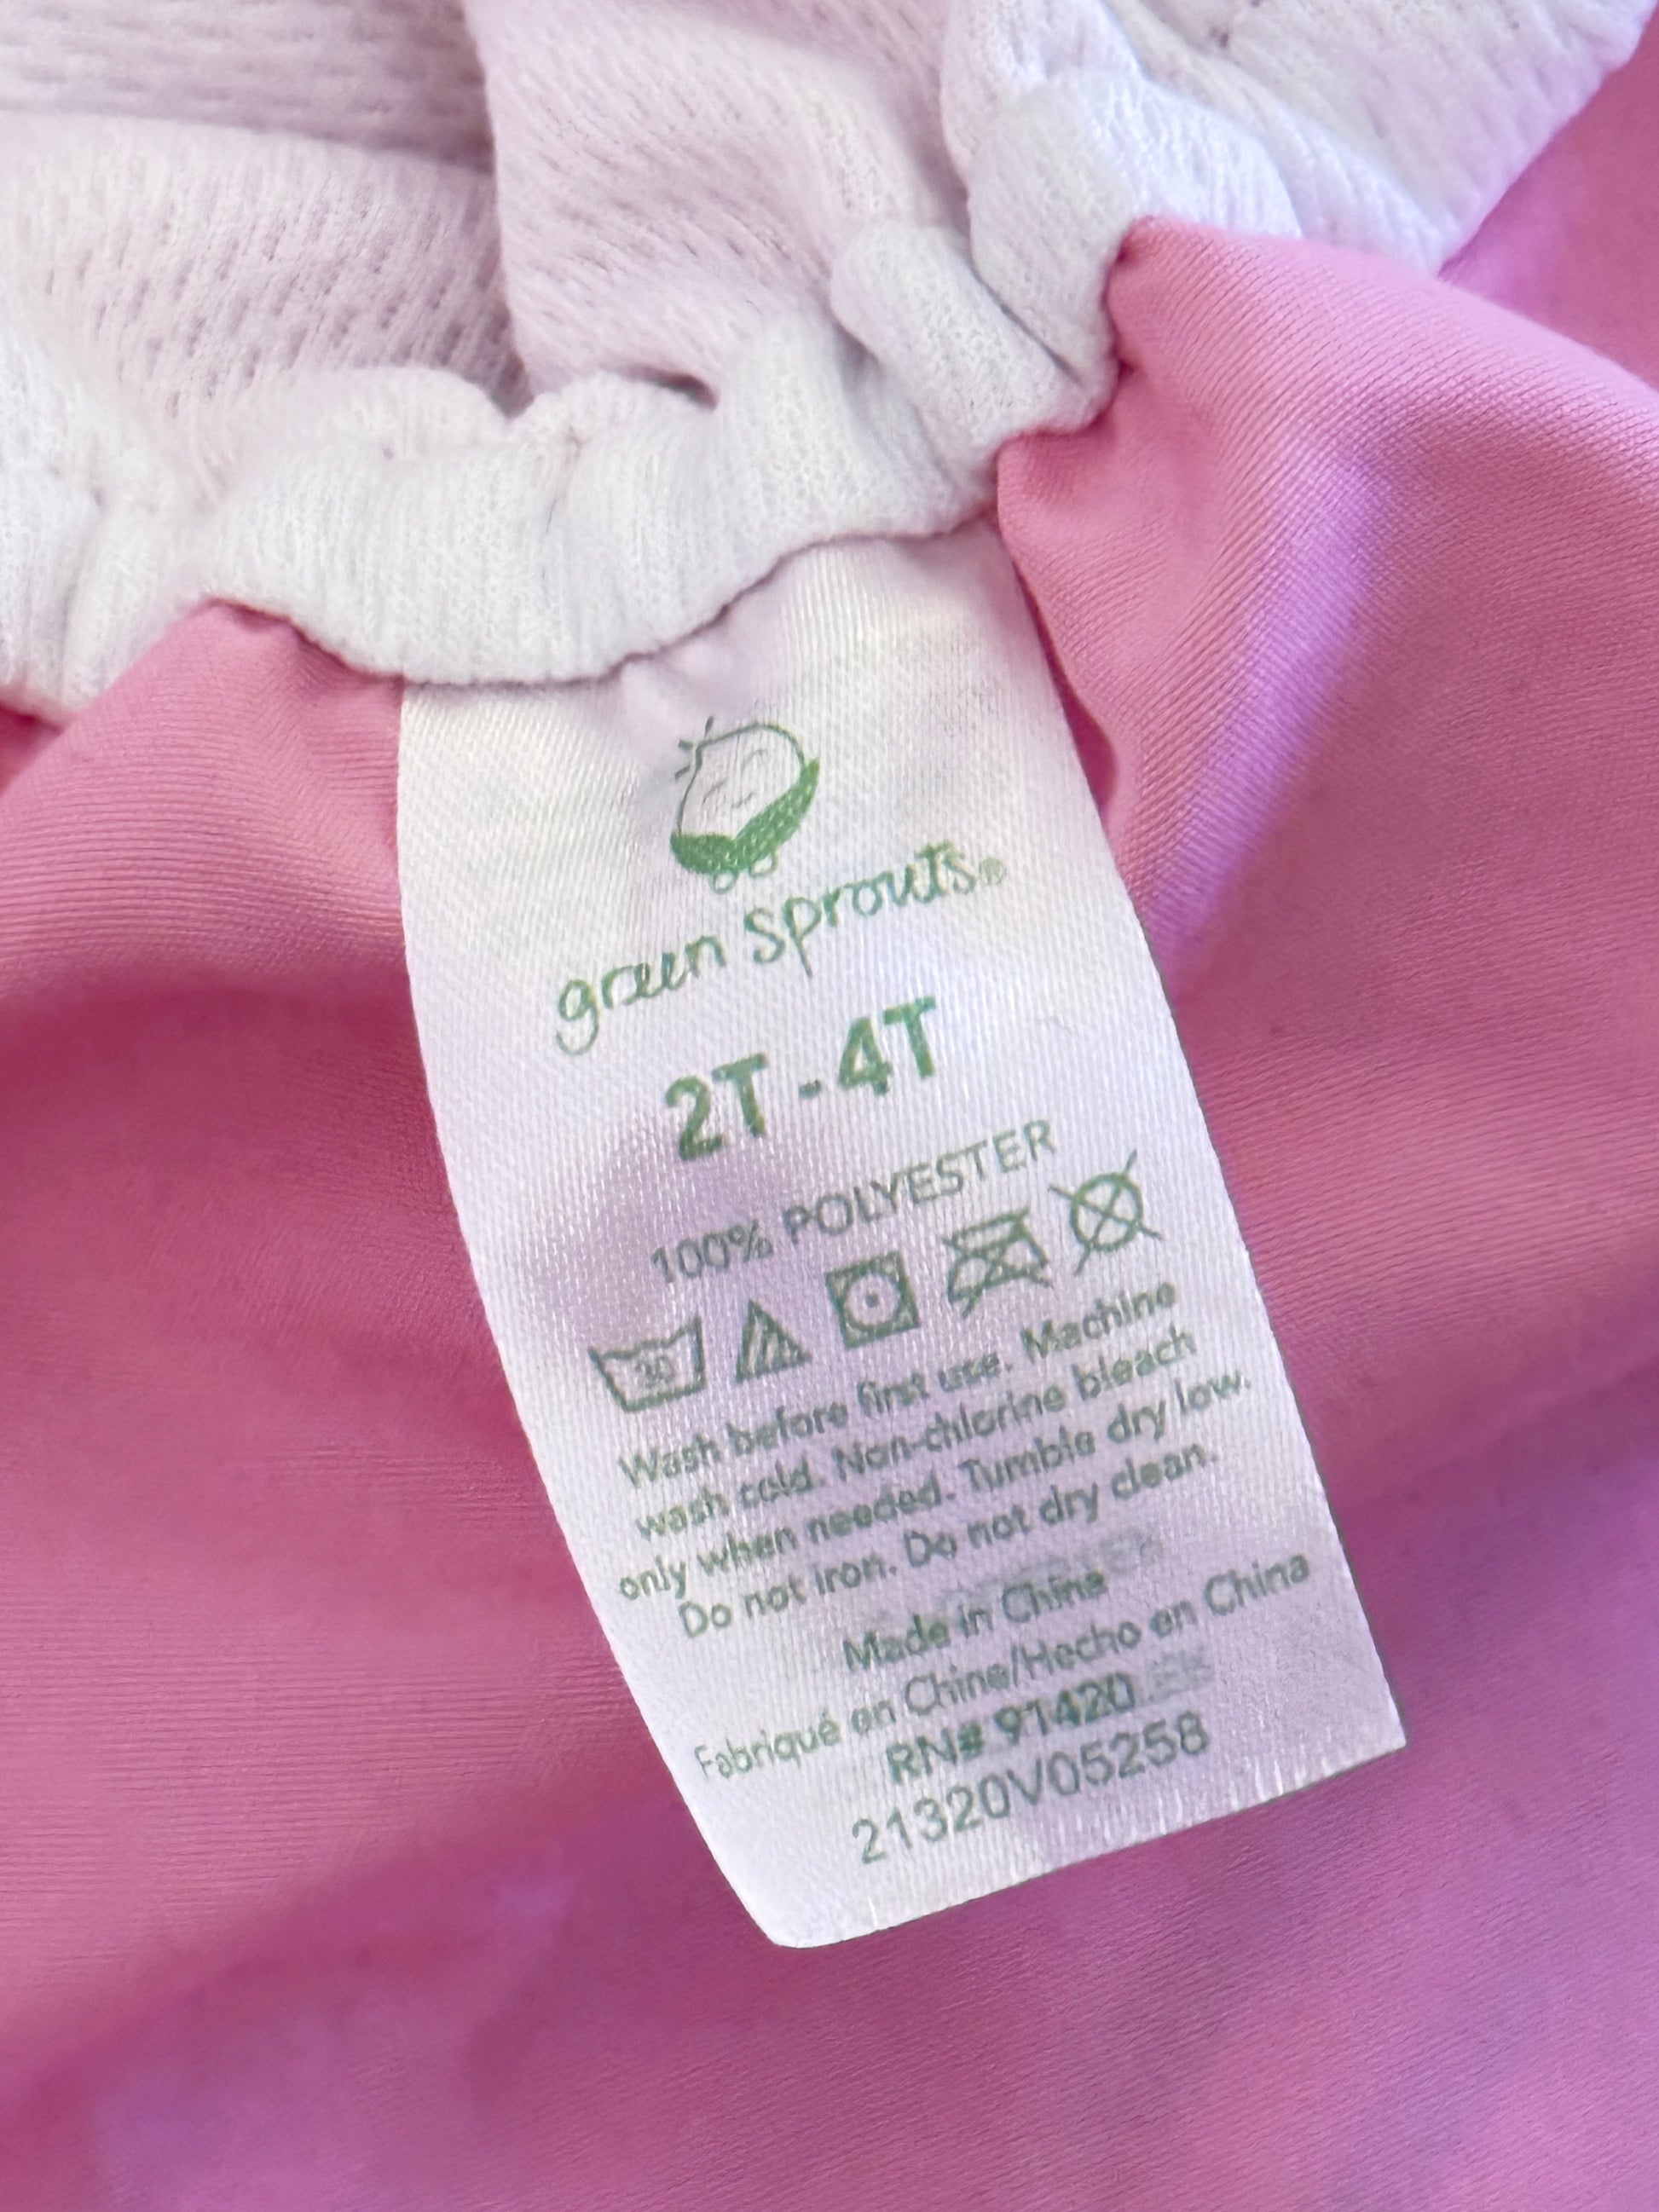 green sprouts®
2T - 4T
100% POLYESTER
30
Wash before first use. Machine
wash cold. Non-chlorine bleach
only when needed. Tumble dry low.
Do not iron. Do not dry clean.
Made in China
Fabriqué en Chine/Hecho en China
RN# 91420
21320V05258